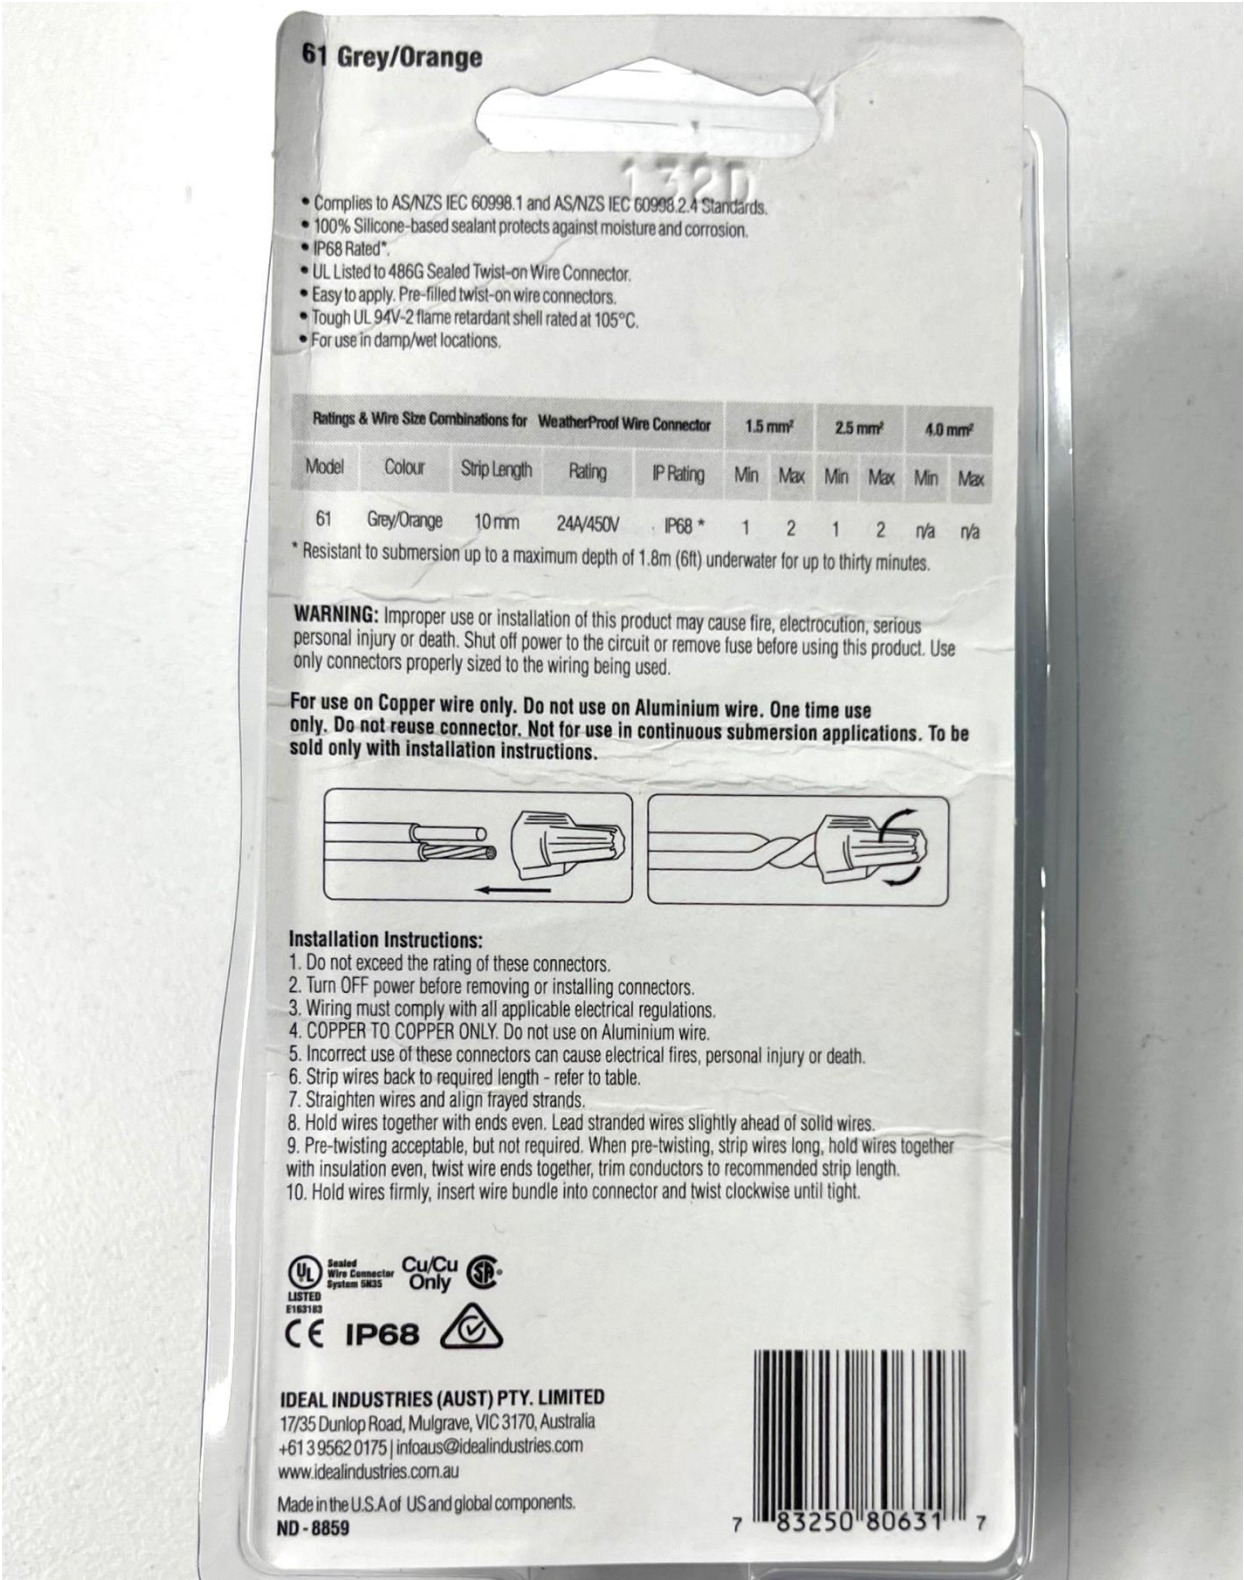 61 Grey/Orange
132D
• Complies to AS/NZS IEC 60998.1 and AS/NZS IEC 60998.2.4 Standards.
• 100% Silicone-based sealant protects against moisture and corrosion.
• IP68 Rated*.
• UL Listed to 486G Sealed Twist-on Wire Connector.
• Easy to apply. Pre-filled twist-on wire connectors.
• Tough UL 94V-2 flame retardant shell rated at 105°C.
• For use in damp/wet locations.
Ratings & Wire Size Combinations for WeatherProof Wire Connector 1.5 mm² 2.5 mm² 4.0 mm²
Model Colour Strip Length Rating IP Rating Min Max Min Max Min Max
61 Grey/Orange 10 mm 24A/450V IP68 * 1 2 1 2 n/a n/a
* Resistant to submersion up to a maximum depth of 1.8m (6ft) underwater for up to thirty minutes.
WARNING: Improper use or installation of this product may cause fire, electrocution, serious
personal injury or death. Shut off power to the circuit or remove fuse before using this product. Use
only connectors properly sized to the wiring being used.
For use on Copper wire only. Do not use on Aluminium wire. One time use
only. Do not reuse connector. Not for use in continuous submersion applications. To be
sold only with installation instructions.
Installation Instructions:
1. Do not exceed the rating of these connectors.
2. Turn OFF power before removing or installing connectors.
3. Wiring must comply with all applicable electrical regulations.
4. COPPER TO COPPER ONLY. Do not use on Aluminium wire.
5. Incorrect use of these connectors can cause electrical fires, personal injury or death.
6. Strip wires back to required length - refer to table.
7. Straighten wires and align frayed strands.
8. Hold wires together with ends even. Lead stranded wires slightly ahead of solid wires.
9. Pre-twisting acceptable, but not required. When pre-twisting, strip wires long, hold wires together
with insulation even, twist wire ends together, trim conductors to recommended strip length.
10. Hold wires firmly, insert wire bundle into connector and twist clockwise until tight.
UL
LISTED
E163183
Sealed
Wire Connector
System 5N35
Cu/Cu
Only
SA
CE IP68
IDEAL INDUSTRIES (AUST) PTY. LIMITED
17/35 Dunlop Road, Mulgrave, VIC 3170, Australia
+61 3 9562 0175 | infoaus@idealindustries.com
www.idealindustries.com.au
Made in the U.S.A of US and global components.
ND - 8859
7 83250 80631 7